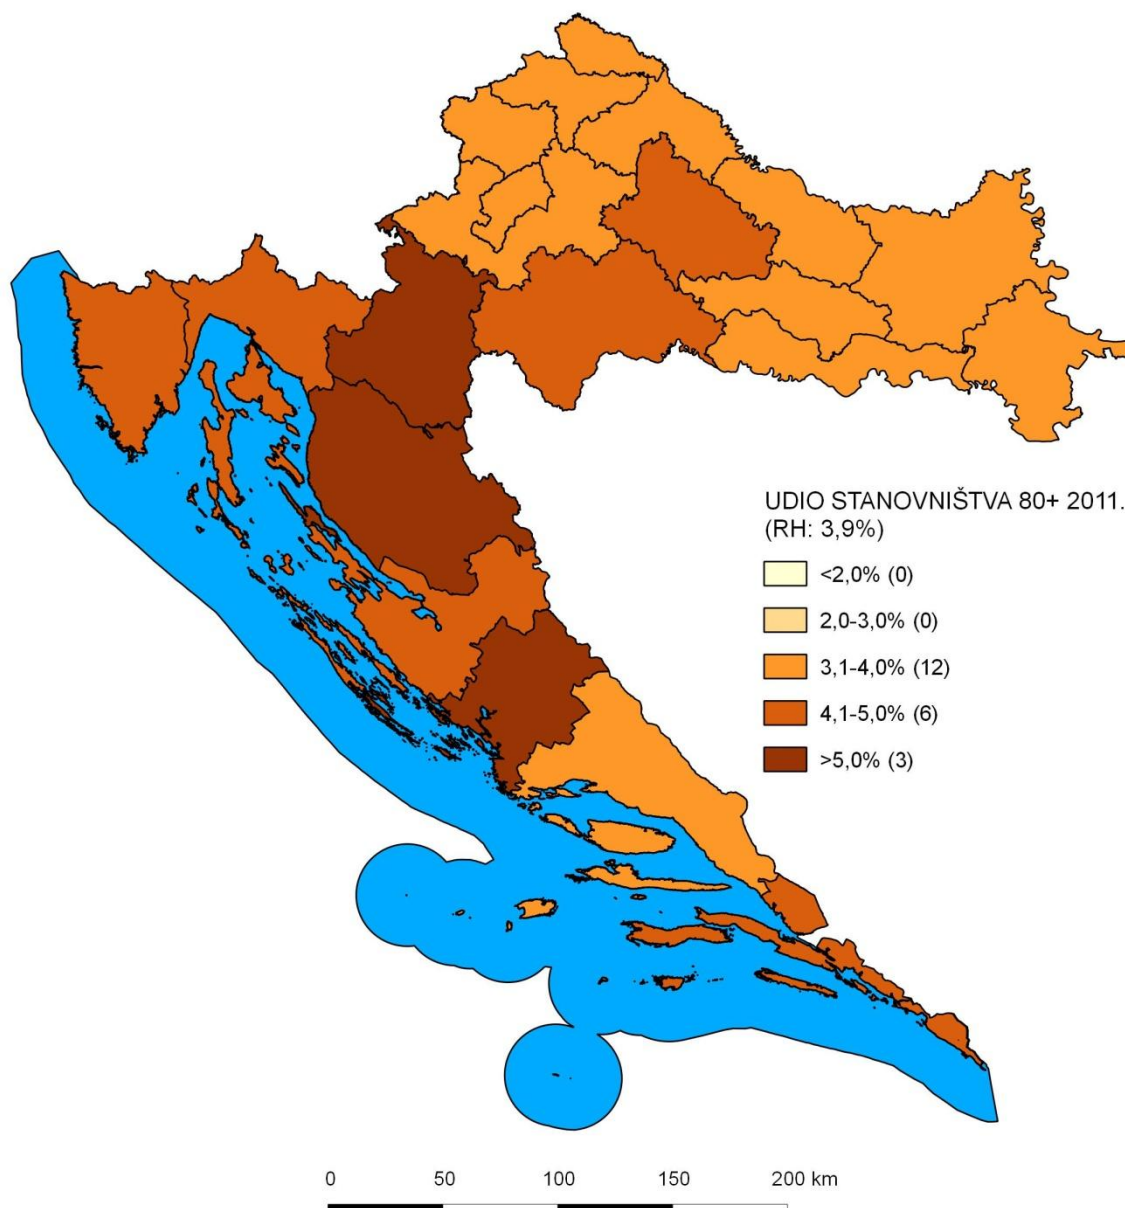 UDIO STANOVNIŠTVA 80+ 2011.
(RH: 3,9%)
<2,0% (0)
2,0-3,0% (0)
3,1-4,0% (12)
4,1-5,0% (6)
>5,0% (3)
0 50 100 150 200 km